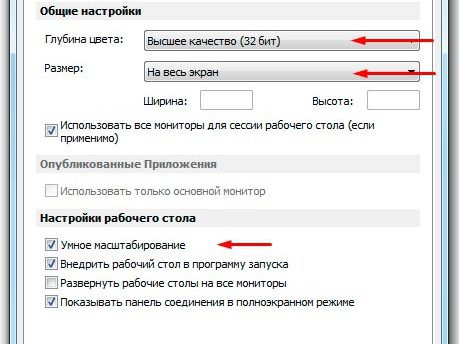 Общие настройки
Глубина цвета: Высшее качество (32 бит)
Размер: На весь экран
Ширина: Высота:
Использовать все мониторы для сессии рабочего стола (если
применимо)
Опубликованные Приложения
Использовать только основной монитор
Настройки рабочего стола
Умное масштабирование
Внедрить рабочий стол в программу запуска
Развернуть рабочие столы на все мониторы
Показывать панель соединения в полноэкранном режиме